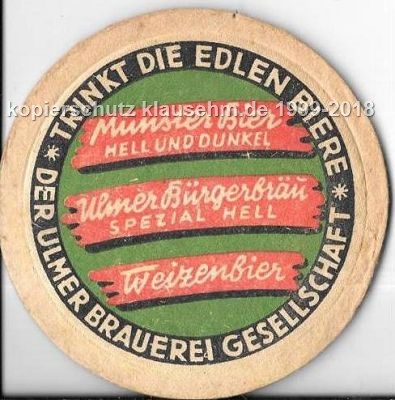 TRINKT DIE EDLEN BIERE
kopierschutz klausehm.de 1999-2018
Münster Bier
HELL UND DUNKEL
Ulmer Bürgerbräu
SPEZIAL HELL
Weizenbier
* DER ULMER BRAUEREI GESELLSCHAFT *